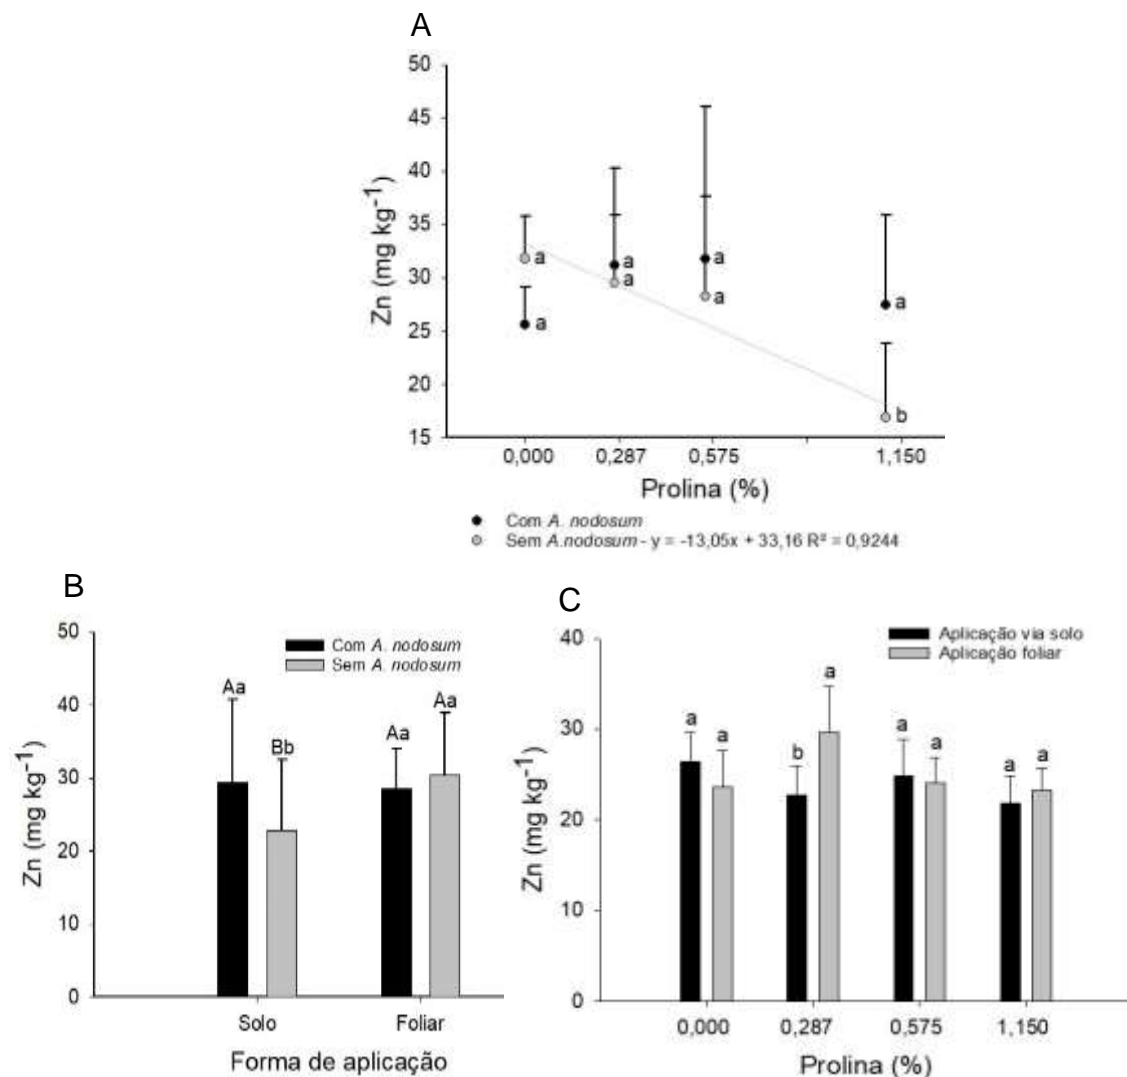 A
50
45
40
35
30
25
20
15
Zn (mg kg-1)
a
a
a
a
a
a
a
b
0,000 0,287 0,575 1,150
Prolina (%)
Com A. nodosum
Sem A.nodosum - y = -13,05x + 33,16 R² = 0,9244
B
50
40
30
20
10
0
Zn (mg kg-1)
Com A. nodosum
Sem A. nodosum
Aa
Bb
Aa
Aa
Solo Foliar
Forma de aplicação
C
40
30
20
10
0
Zn (mg kg-1)
Aplicação via solo
Aplicação foliar
a
a
b
a
a
a
a
a
0,000 0,287 0,575 1,150
Prolina (%)